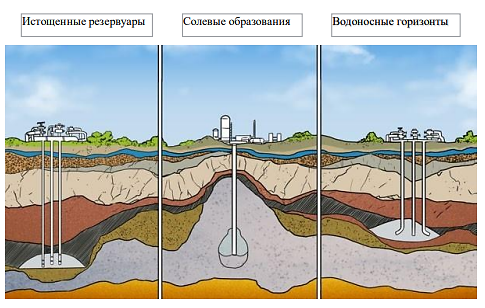 Истощенные резервуары
Солевые образования
Водоносные горизонты